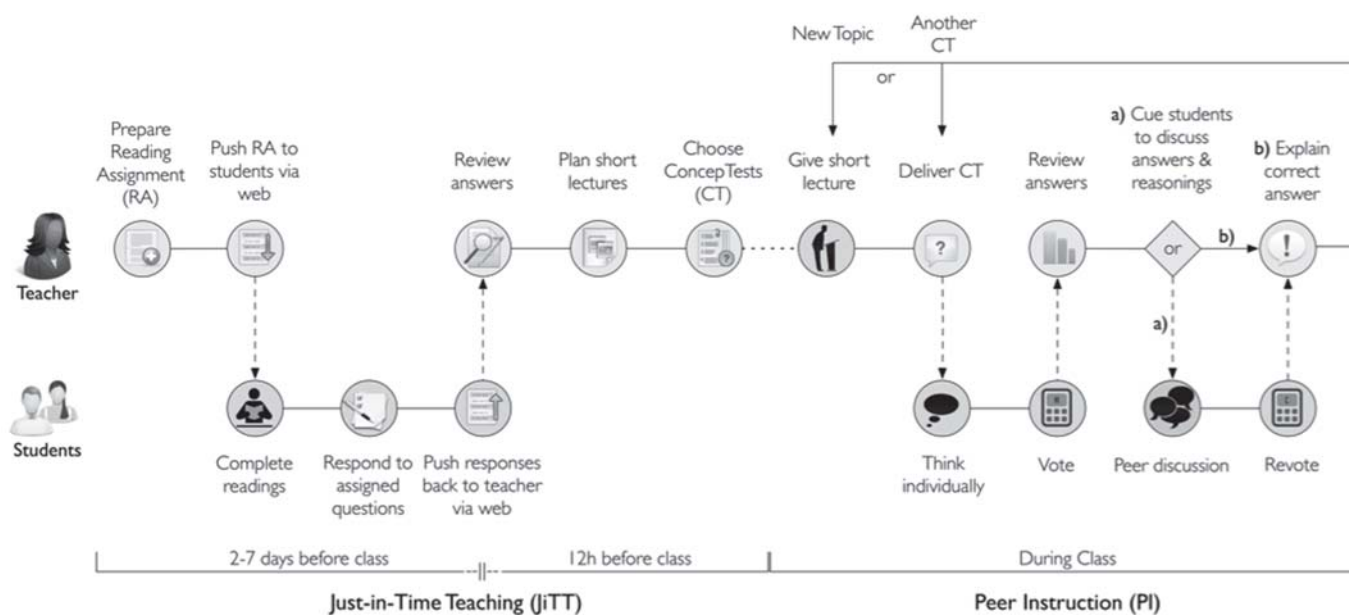 New Topic
or
Another
CT
Prepare
Reading
Assignment
(RA)
Push RA to
students via
web
Review
answers
Plan short
lectures
Choose
ConcepTests
(CT)
Give short
lecture
Deliver CT
Review
answers
a) Cue students
to discuss
answers &
reasonings
b) Explain
correct
answer
Teacher
?
or
b)
!
a)
Students
Complete
readings
Respond to
assigned
questions
Push responses
back to teacher
via web
Think
individually
Vote
Peer discussion
Revote
2-7 days before class
12h before class
During Class
Just-in-Time Teaching (JiTT)
Peer Instruction (PI)